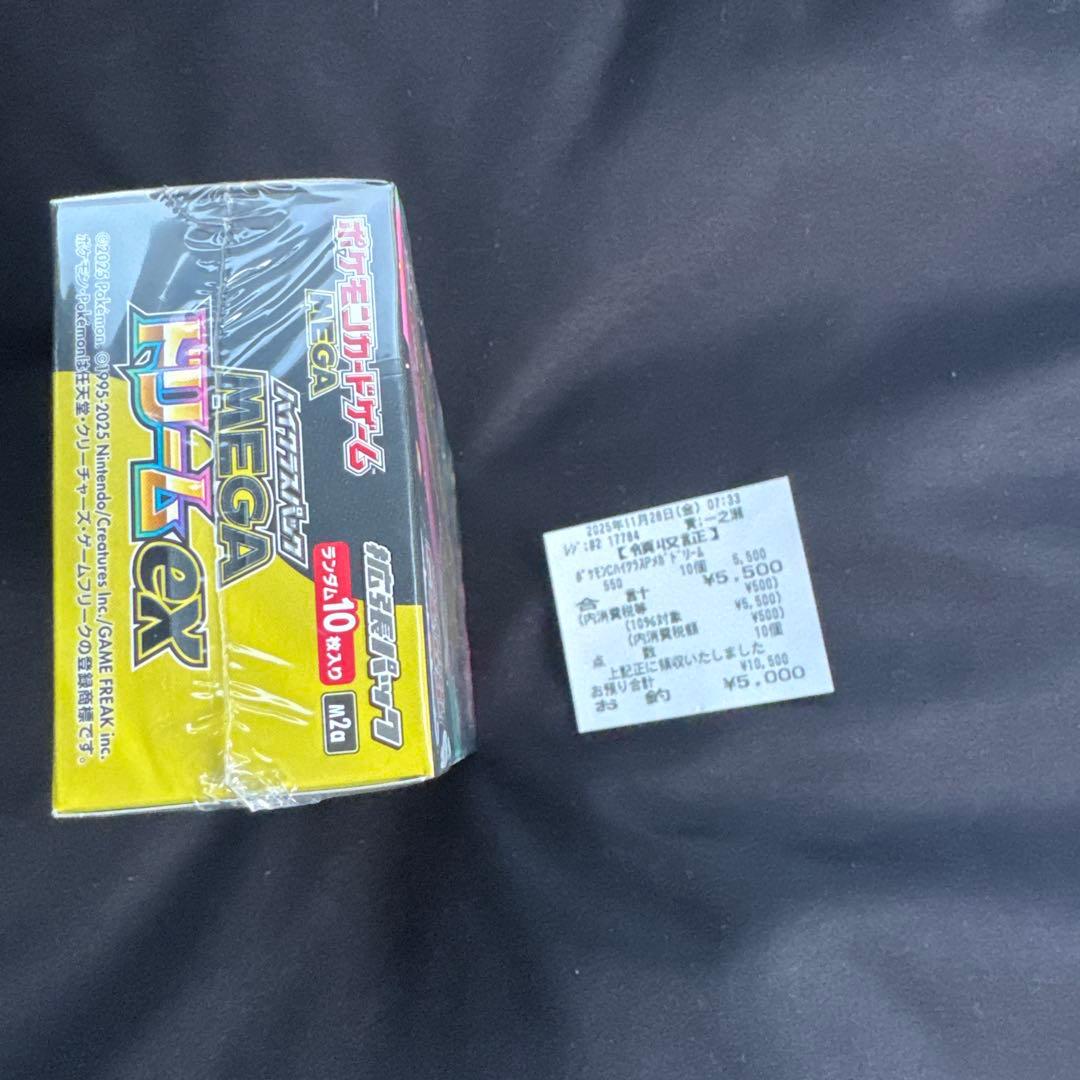 ポケモンカードゲーム
MEGA
ハイクラスパック
MEGA
ドリームex
拡張パック
ランダム10枚入り
M2a
©2025 Pokémon. ©1995-2025 Nintendo/Creatures Inc./GAME FREAK inc.
ポケモン・Pokémonは任天堂・クリーチャーズ・ゲームフリークの登録商標です。
2025年11月28日(金) 07:33
レジ:B2 17784 責:一之瀬
【領収証】
ポケモンCハイクラスPメガドリーム
550 10個 5,500
合 計 ¥5,500
(内消費税等 ¥500)
(10%対象 ¥5,500)
(内消費税額 ¥500)
点 数 10個
上記正に領収いたしました
お預り合計 ¥10,500
お 釣 ¥5,000